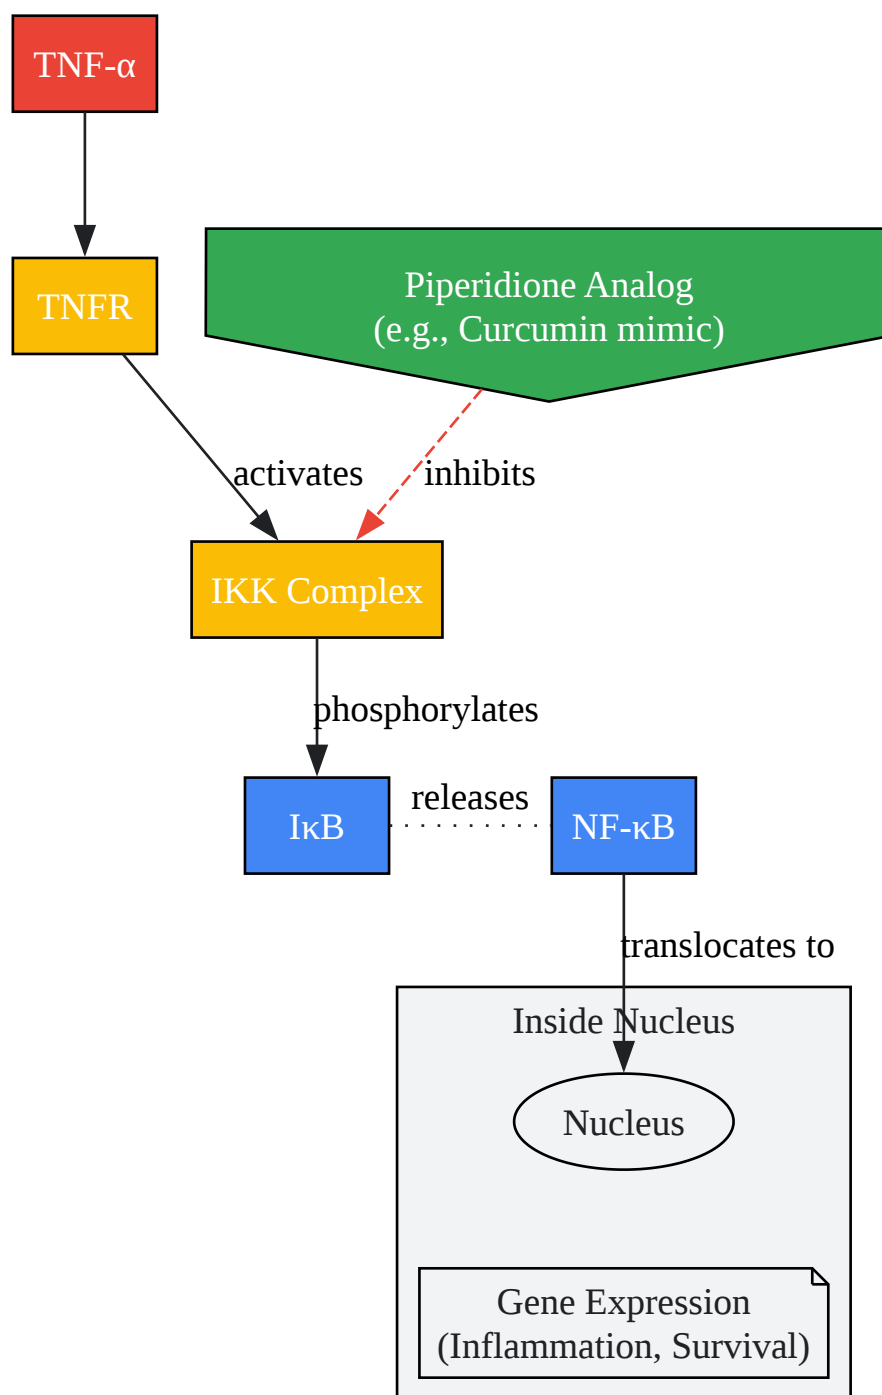 TNF-α
TNFR
Piperidione Analog
(e.g., Curcumin mimic)
activates
inhibits
IKK Complex
phosphorylates
IκB
releases
NF-κB
translocates to
Inside Nucleus
Nucleus
Gene Expression
(Inflammation, Survival)